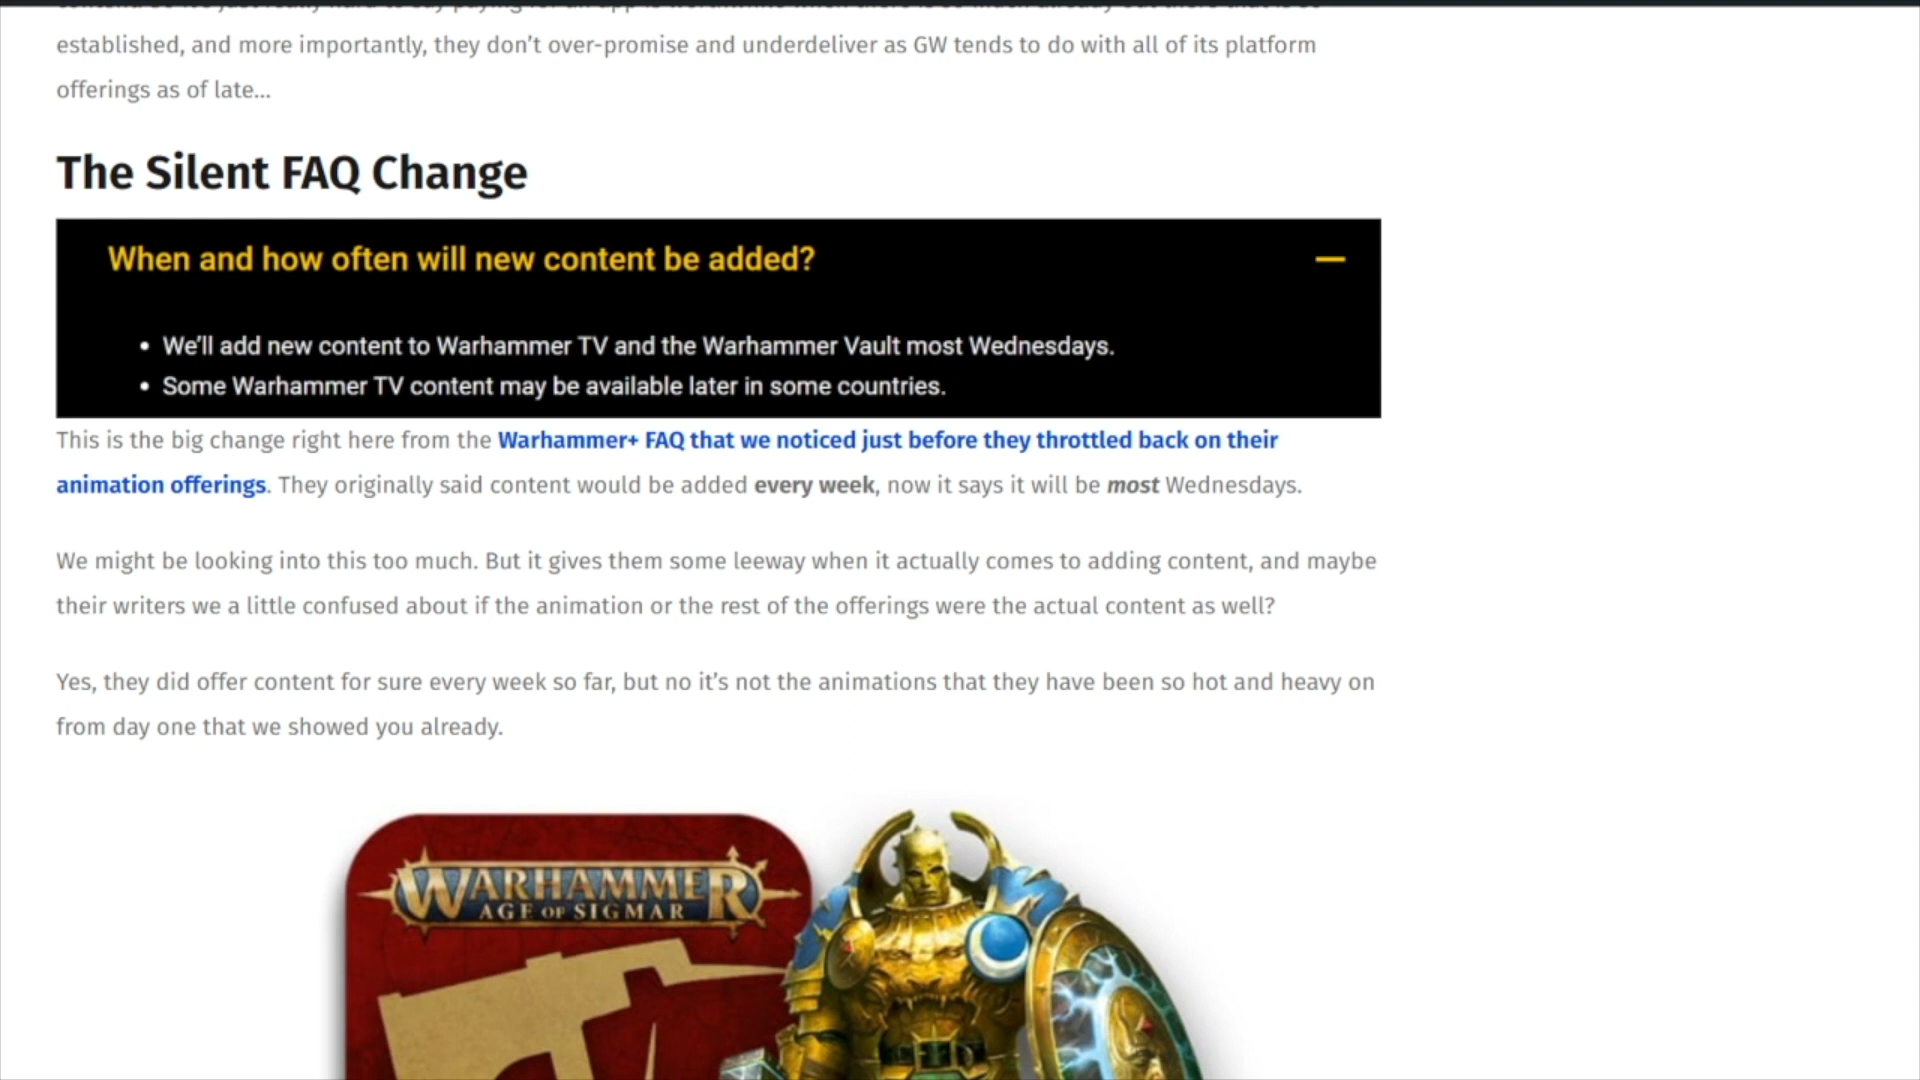 established, and more importantly, they don’t over-promise and underdeliver as GW tends to do with all of its platform
offerings as of late...
The Silent FAQ Change
When and how often will new content be added?
• We’ll add new content to Warhammer TV and the Warhammer Vault most Wednesdays.
• Some Warhammer TV content may be available later in some countries.
This is the big change right here from the Warhammer+ FAQ that we noticed just before they throttled back on their
animation offerings. They originally said content would be added every week, now it says it will be most Wednesdays.
We might be looking into this too much. But it gives them some leeway when it actually comes to adding content, and maybe
their writers we a little confused about if the animation or the rest of the offerings were the actual content as well?
Yes, they did offer content for sure every week so far, but no it’s not the animations that they have been so hot and heavy on
from day one that we showed you already.
WARHAMMER
AGE OF SIGMAR